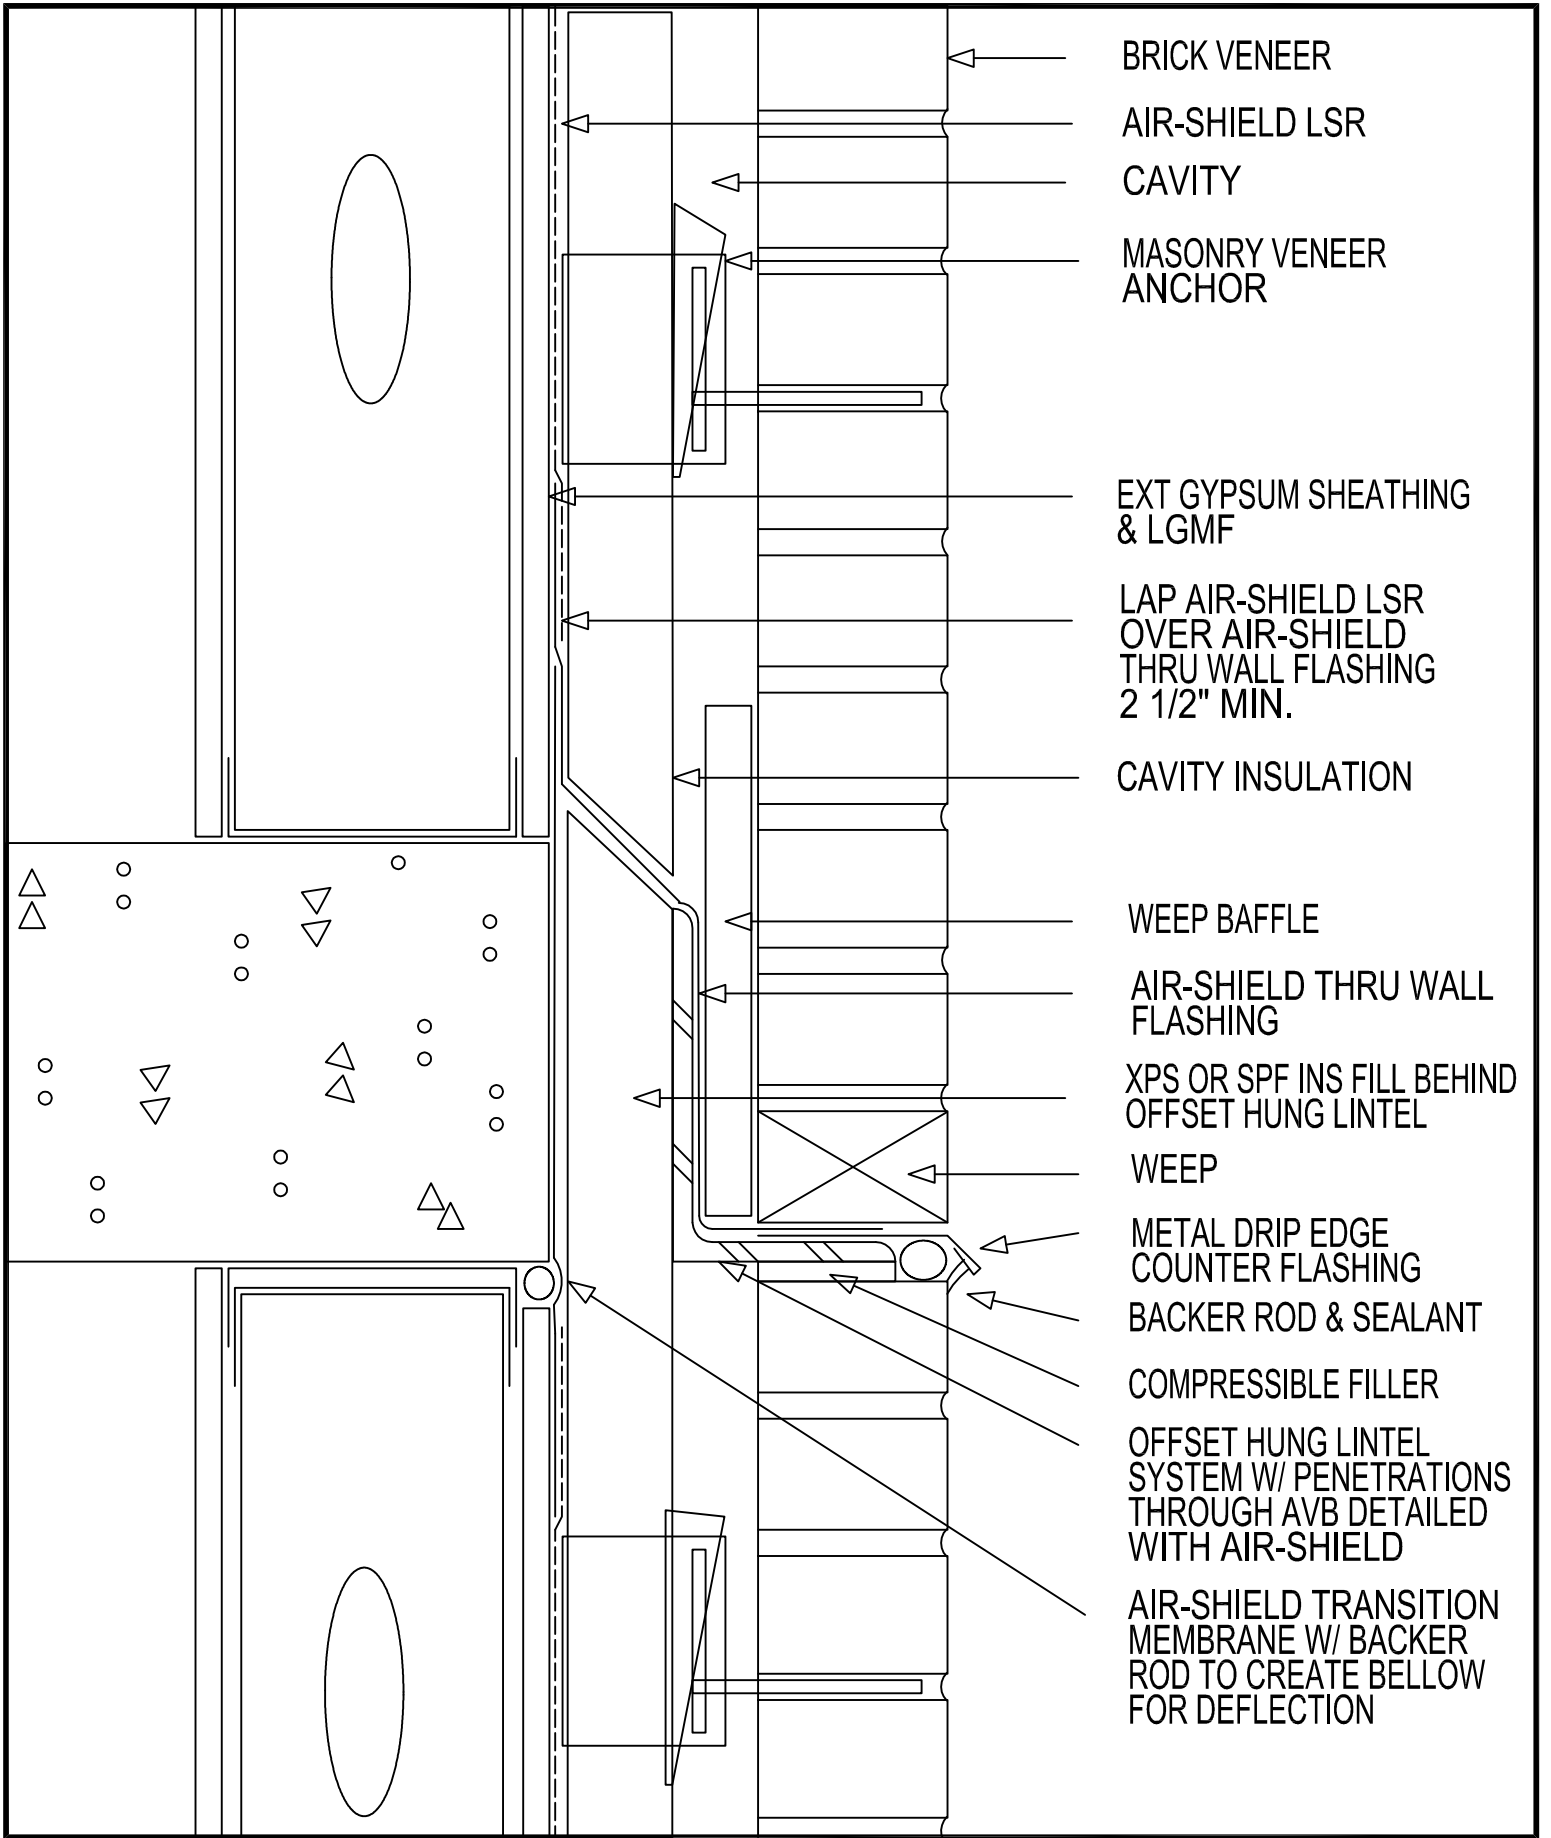 BRICK VENEER
AIR-SHIELD LSR
CAVITY
MASONRY VENEER
ANCHOR
EXT GYPSUM SHEATHING
& LGMF
LAP AIR-SHIELD LSR
OVER AIR-SHIELD
THRU WALL FLASHING
2 1/2" MIN.
CAVITY INSULATION
WEEP BAFFLE
AIR-SHIELD THRU WALL
FLASHING
XPS OR SPF INS FILL BEHIND
OFFSET HUNG LINTEL
WEEP
METAL DRIP EDGE
COUNTER FLASHING
BACKER ROD & SEALANT
COMPRESSIBLE FILLER
OFFSET HUNG LINTEL
SYSTEM W/ PENETRATIONS
THROUGH AVB DETAILED
WITH AIR-SHIELD
AIR-SHIELD TRANSITION
MEMBRANE W/ BACKER
ROD TO CREATE BELLOW
FOR DEFLECTION